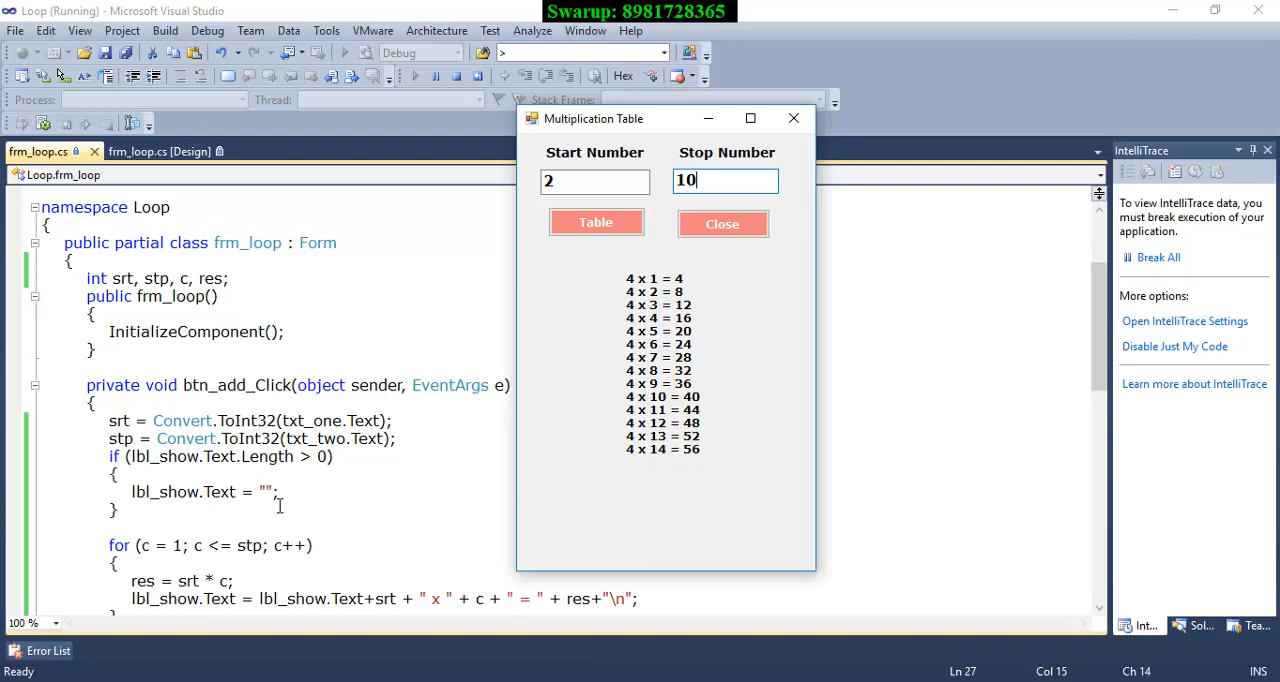 Loop (Running) - Microsoft Visual Studio
Swarup: 8981728365
File Edit View Project Build Debug Team Data Tools VMware Architecture Test Analyze Window Help
Debug >
Hex
Process: Thread: Stack Frame:
frm_loop.cs frm_loop.cs [Design]
Loop.frm_loop
namespace Loop
{
public partial class frm_loop : Form
{
int srt, stp, c, res;
public frm_loop()
{
InitializeComponent();
}
private void btn_add_Click(object sender, EventArgs e)
{
srt = Convert.ToInt32(txt_one.Text);
stp = Convert.ToInt32(txt_two.Text);
if (lbl_show.Text.Length > 0)
{
lbl_show.Text = "";
}
for (c = 1; c <= stp; c++)
{
res = srt * c;
lbl_show.Text = lbl_show.Text+srt + " x " + c + " = " + res+"\n";
}
100 %
Multiplication Table
Start Number Stop Number
2 10
Table Close
4 x 1 = 4
4 x 2 = 8
4 x 3 = 12
4 x 4 = 16
4 x 5 = 20
4 x 6 = 24
4 x 7 = 28
4 x 8 = 32
4 x 9 = 36
4 x 10 = 40
4 x 11 = 44
4 x 12 = 48
4 x 13 = 52
4 x 14 = 56
IntelliTrace
To view IntelliTrace data, you
must break execution of your
application.
Break All
More options:
Open IntelliTrace Settings
Disable Just My Code
Learn more about IntelliTrace
Int... Sol... Tea...
Error List
Ready Ln 27 Col 15 Ch 14 INS